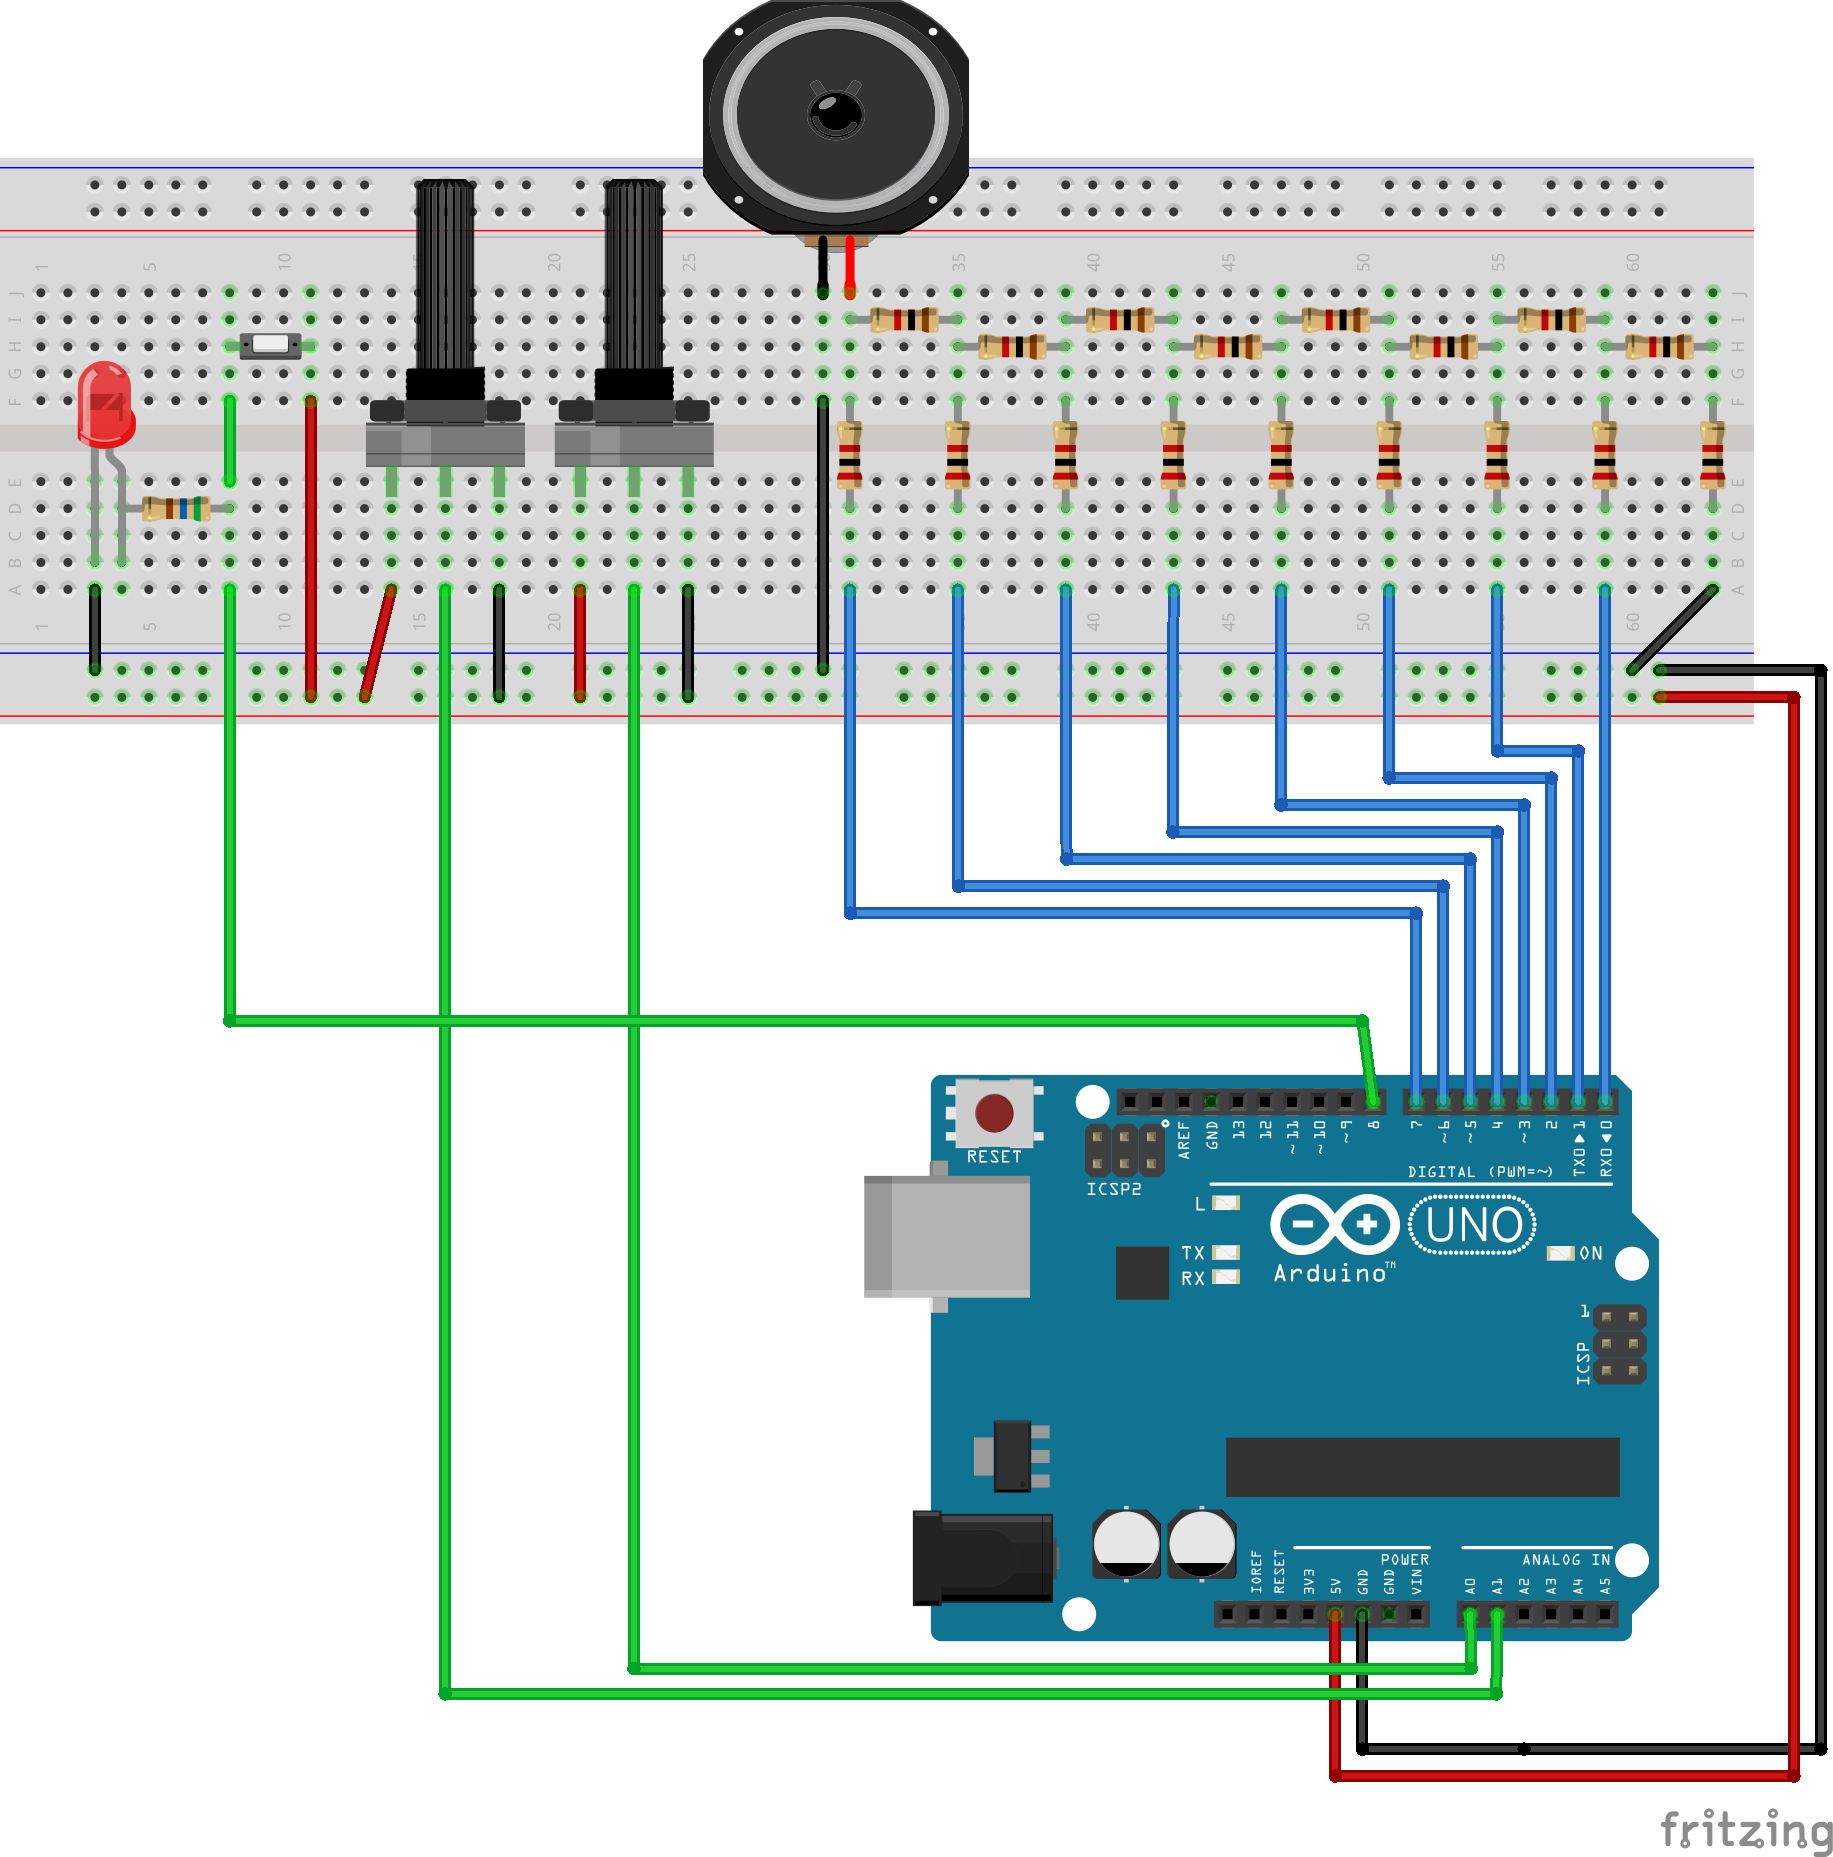 1 5 10 15 20 25 30 35 40 45 50 55 60
J J
I I
H H
G G
F F
E E
D D
C C
B B
A A
1 5 10 15 20 40 45 50 60
RESET
ICSP2
AREF
GND
13
12
~11
~10
~9
8
7
~6
~5
4
~3
2
TX0▶1
RX0◀0
DIGITAL (PWM=~)
L
TX
RX
Arduino™
UNO
ON
1
ICSP
IOREF
RESET
3V3
5V
GND
GND
VIN
POWER
ANALOG IN
A0
A1
A2
A3
A4
A5
fritzing